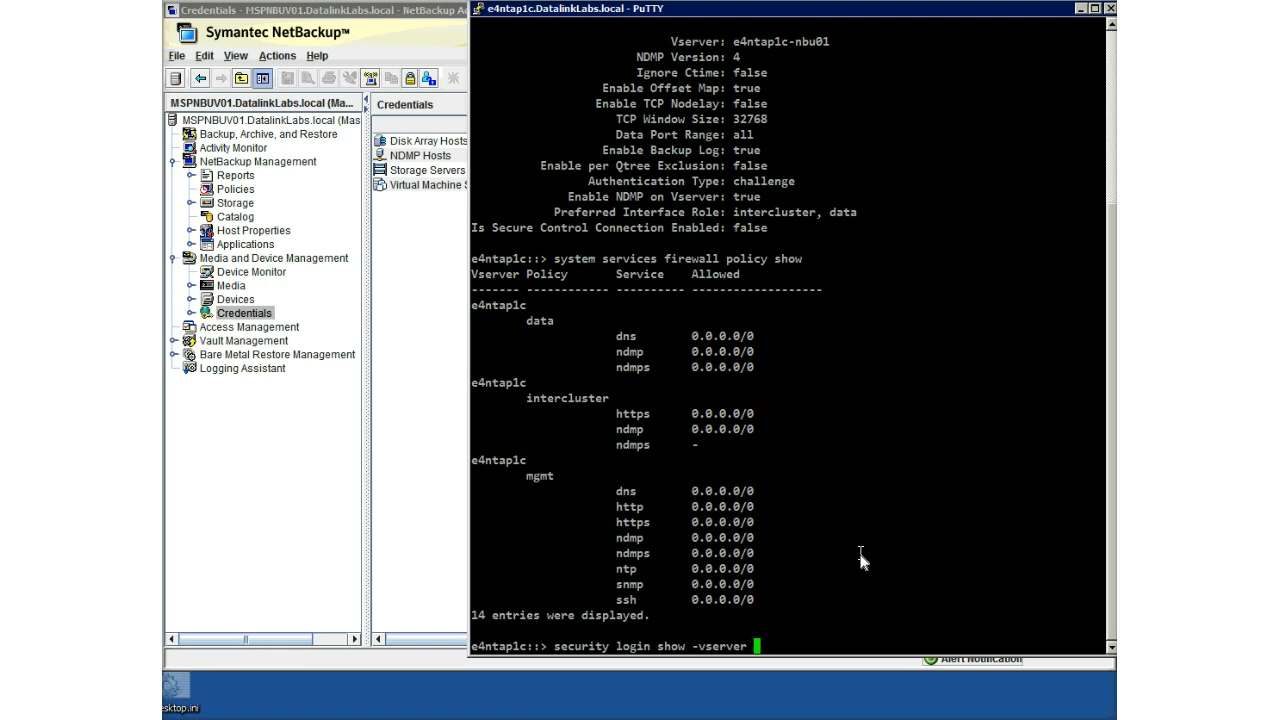 Credentials - MSPNBUV01.DatalinkLabs.local - NetBackup Ad
Symantec NetBackup™
File Edit View Actions Help
MSPNBUV01.DatalinkLabs.local (Ma...
MSPNBUV01.DatalinkLabs.local (Mas
Backup, Archive, and Restore
Activity Monitor
NetBackup Management
Reports
Policies
Storage
Catalog
Host Properties
Applications
Media and Device Management
Device Monitor
Media
Devices
Credentials
Access Management
Vault Management
Bare Metal Restore Management
Logging Assistant
Credentials
Disk Array Hosts
NDMP Hosts
Storage Servers
Virtual Machine S
e4ntap1c.DatalinkLabs.local - PuTTY
Vserver: e4ntap1c-nbu01
NDMP Version: 4
Ignore Ctime: false
Enable Offset Map: true
Enable TCP Nodelay: false
TCP Window Size: 32768
Data Port Range: all
Enable Backup Log: true
Enable per Qtree Exclusion: false
Authentication Type: challenge
Enable NDMP on Vserver: true
Preferred Interface Role: intercluster, data
Is Secure Control Connection Enabled: false
e4ntap1c::> system services firewall policy show
Vserver Policy Service Allowed
------- ------------ ---------- -------------------
e4ntap1c
data
dns 0.0.0.0/0
ndmp 0.0.0.0/0
ndmps 0.0.0.0/0
e4ntap1c
intercluster
https 0.0.0.0/0
ndmp 0.0.0.0/0
ndmps -
e4ntap1c
mgmt
dns 0.0.0.0/0
http 0.0.0.0/0
https 0.0.0.0/0
ndmp 0.0.0.0/0
ndmps 0.0.0.0/0
ntp 0.0.0.0/0
snmp 0.0.0.0/0
ssh 0.0.0.0/0
14 entries were displayed.
e4ntap1c::> security login show -vserver
Alert Notification
esktop.ini